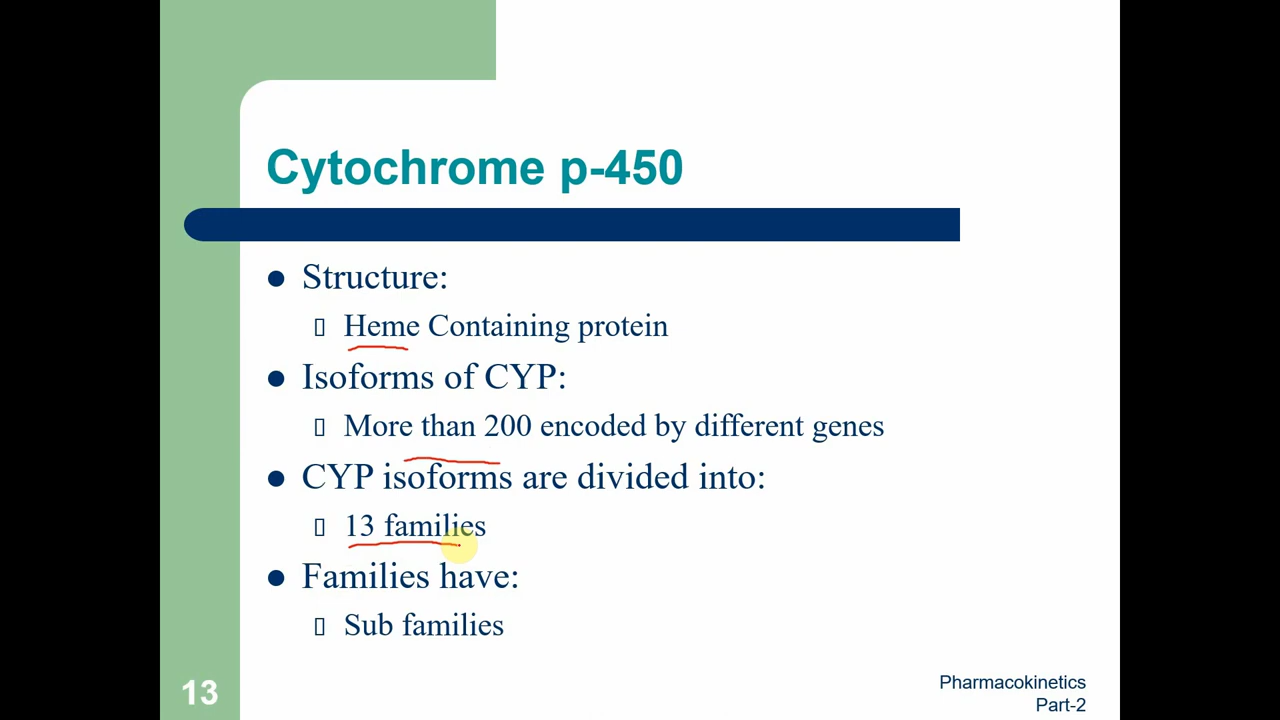 Cytochrome p-450
Structure:
Heme Containing protein
Isoforms of CYP:
More than 200 encoded by different genes
CYP isoforms are divided into:
13 families
Families have:
Sub families
13
Pharmacokinetics
Part-2